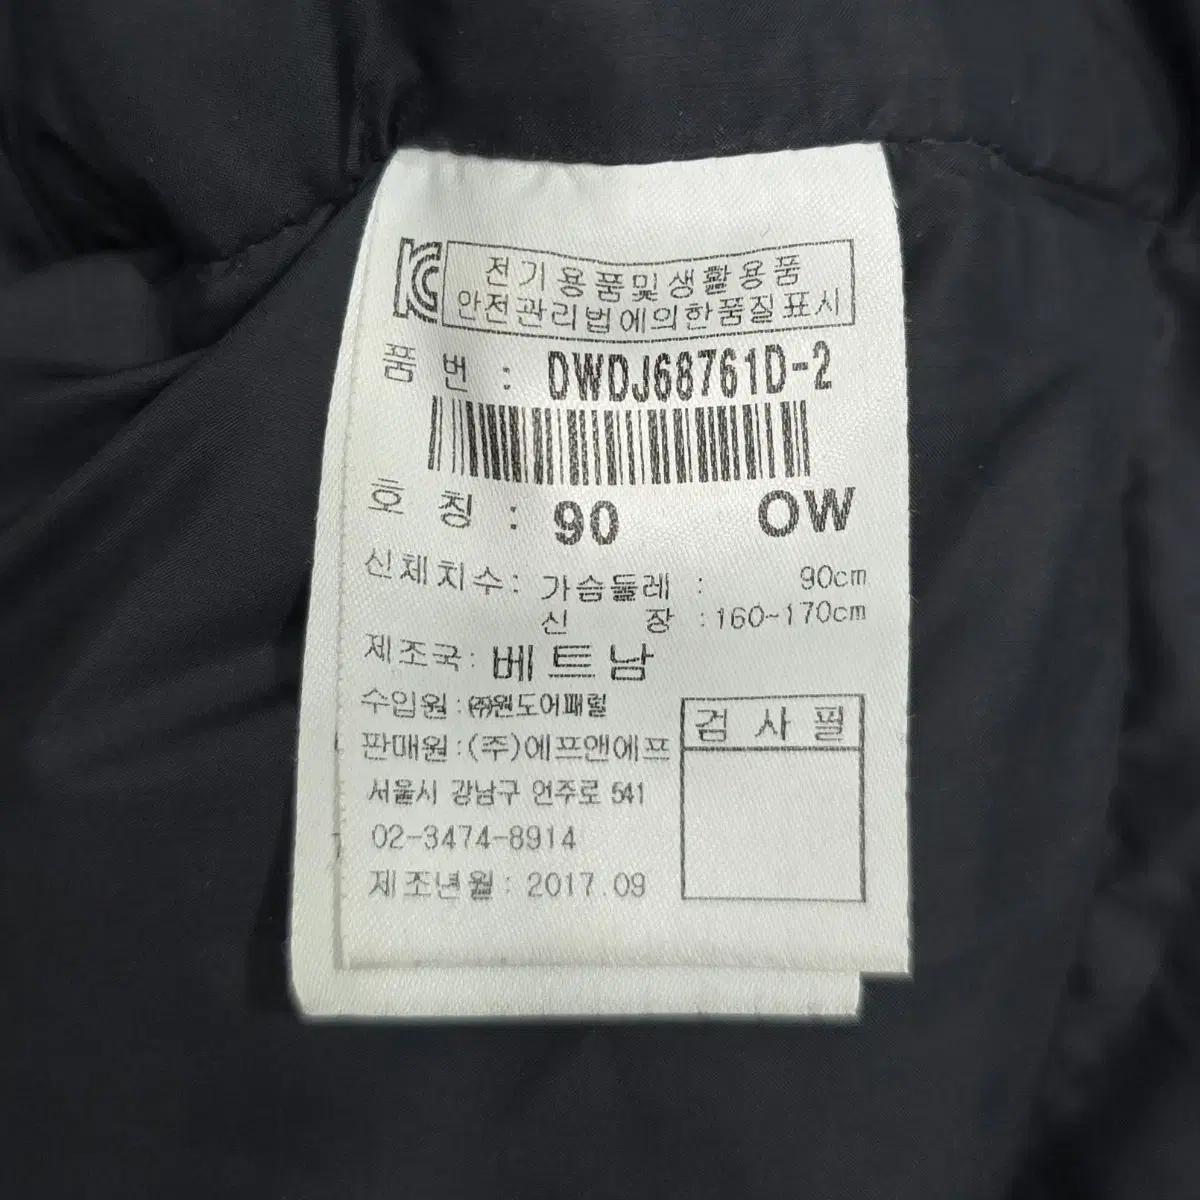 KC 전기용품및생활용품
안전관리법에의한품질표시
품 번 : DWDJ68761D-2
호 칭 : 90 OW
신체치수: 가슴둘레 : 90cm
신 장 :160~170cm
제조국: 베트남
수입원:㈜원도어패럴
판매원:(주)에프앤에프
검 사 필
서울시 강남구 언주로 541
02-3474-8914
제조년월: 2017.09